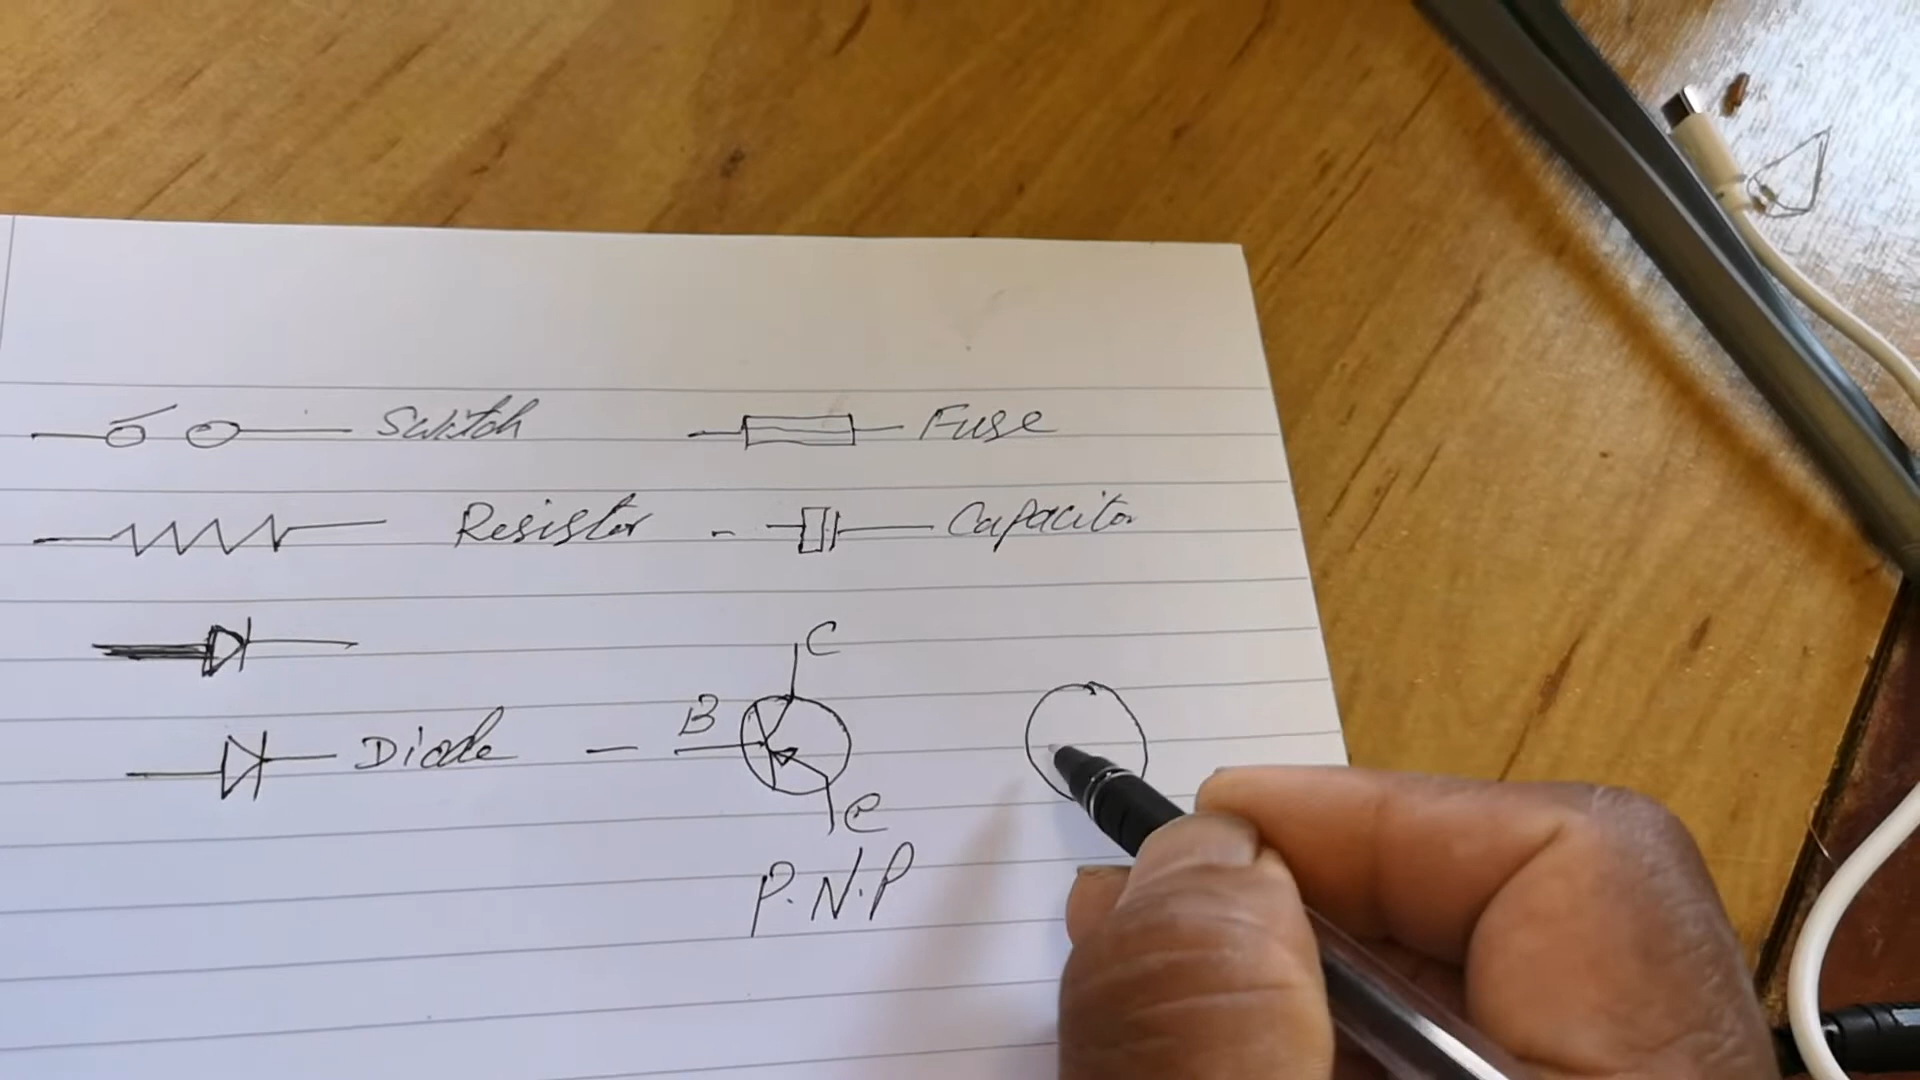 Switch
Fuse
Resistor
Capacitor
C
B
Diode
e
P.N.P